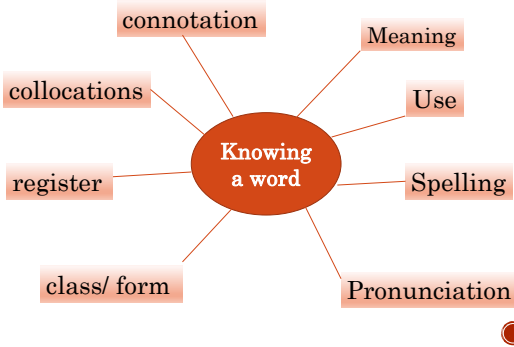 connotation
Meaning
collocations
Use
Knowing
a word
register
Spelling
class/ form
Pronunciation